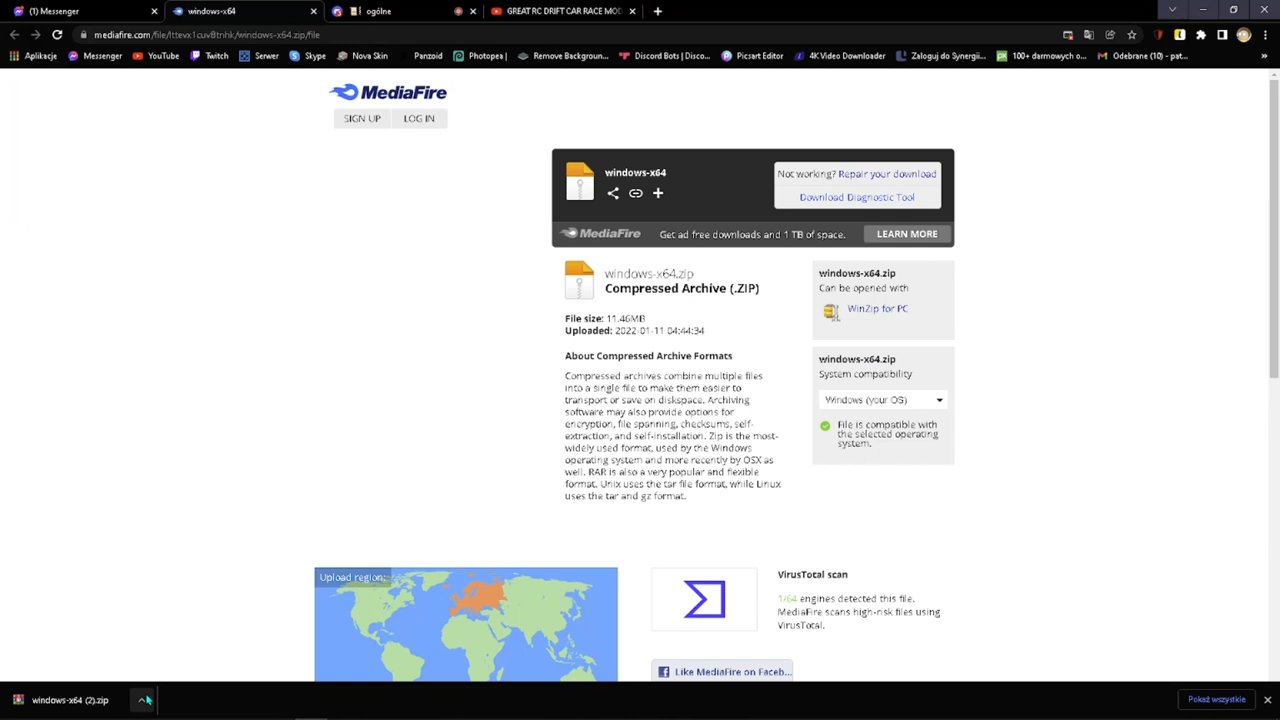 (1) Messenger
windows-x64
ogólne
GREAT RC DRIFT CAR RACE MOD
mediafire.com/file/lttevx1cuv8tnhk/windows-x64.zip/file
Aplikacje
Messenger
YouTube
Twitch
Serwer
Skype
Nova Skin
Panzoid
Photopea |
Remove Backgroun...
Discord Bots | Disco...
Picsart Editor
4K Video Downloader
Zaloguj do Synergii...
100+ darmowych o...
Odebrane (10) - pat...
MediaFire
SIGN UP
LOG IN
windows-x64
Not working? Repair your download
Download Diagnostic Tool
MediaFire
Get ad free downloads and 1 TB of space.
LEARN MORE
windows-x64.zip
Compressed Archive (.ZIP)
File size: 11.46MB
Uploaded: 2022-01-11 04:44:34
About Compressed Archive Formats
Compressed archives combine multiple files
into a single file to make them easier to
transport or save on diskspace. Archiving
software may also provide options for
encryption, file spanning, checksums, self-
extraction, and self-installation. Zip is the most-
widely used format, used by the Windows
operating system and more recently by OSX as
well. RAR is also a very popular and flexible
format. Unix uses the tar file format, while Linux
uses the tar and gz format.
windows-x64.zip
Can be opened with
WinZip for PC
windows-x64.zip
System compatibility
Windows (your OS)
File is compatible with
the selected operating
system.
Upload region:
VirusTotal scan
1/64 engines detected this file.
MediaFire scans high-risk files using
VirusTotal.
Like MediaFire on Faceb...
windows-x64 (2).zip
Pokaż wszystkie